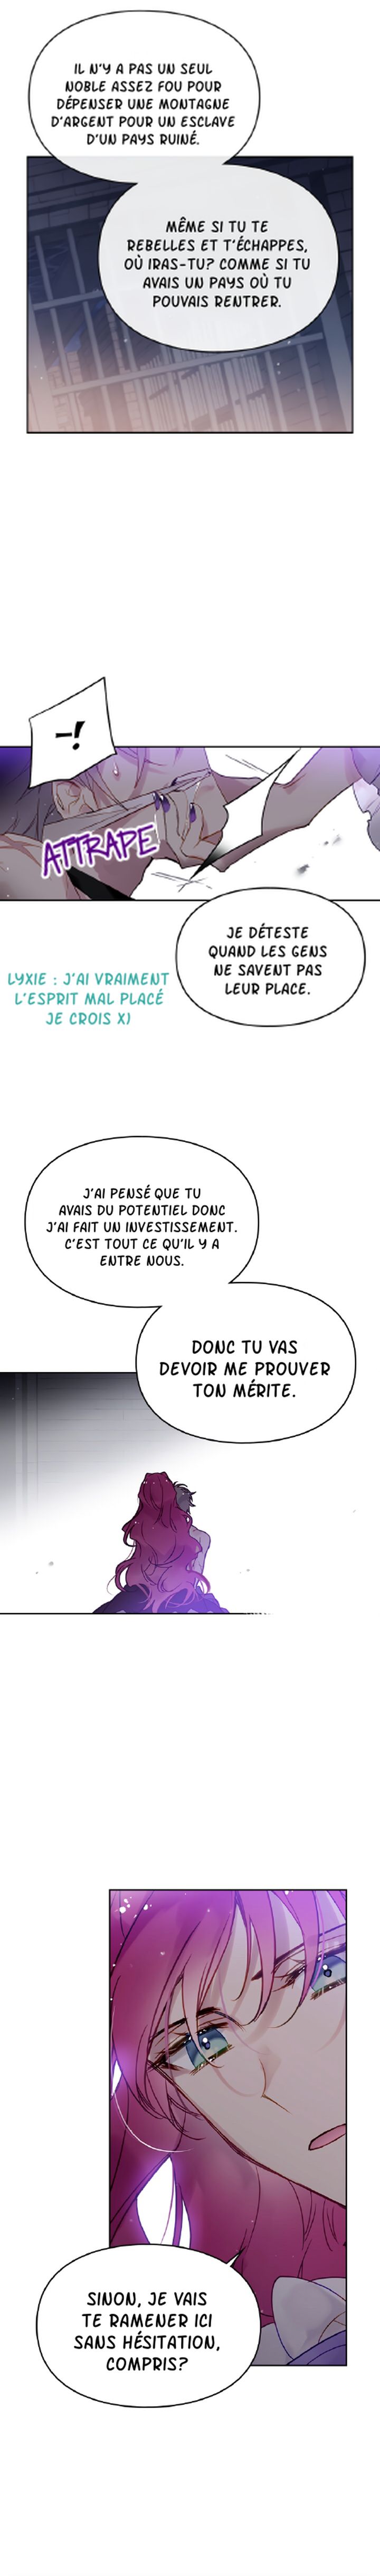 IL N'Y A PAS UN SEUL
NOBLE ASSEZ FOU POUR
DÉPENSER UNE MONTAGNE
D'ARGENT POUR UN ESCLAVE
D'UN PAYS RUINÉ.
MÊME SI TU TE
REBELLES ET T'ÉCHAPPES,
OÙ IRAS-TU? COMME SI TU
AVAIS UN PAYS OÙ TU
POUVAIS RENTRER.
-!
ATTRAPE
JE DÉTESTE
QUAND LES GENS
NE SAVENT PAS
LEUR PLACE.
LYXIE : J'AI VRAIMENT
L'ESPRIT MAL PLACÉ
JE CROIS X)
J'AI PENSÉ QUE TU
AVAIS DU POTENTIEL DONC
J'AI FAIT UN INVESTISSEMENT.
C'EST TOUT CE QU'IL Y A
ENTRE NOUS.
DONC TU VAS
DEVOIR ME PROUVER
TON MÉRITE.
SINON, JE VAIS
TE RAMENER ICI
SANS HÉSITATION,
COMPRIS?